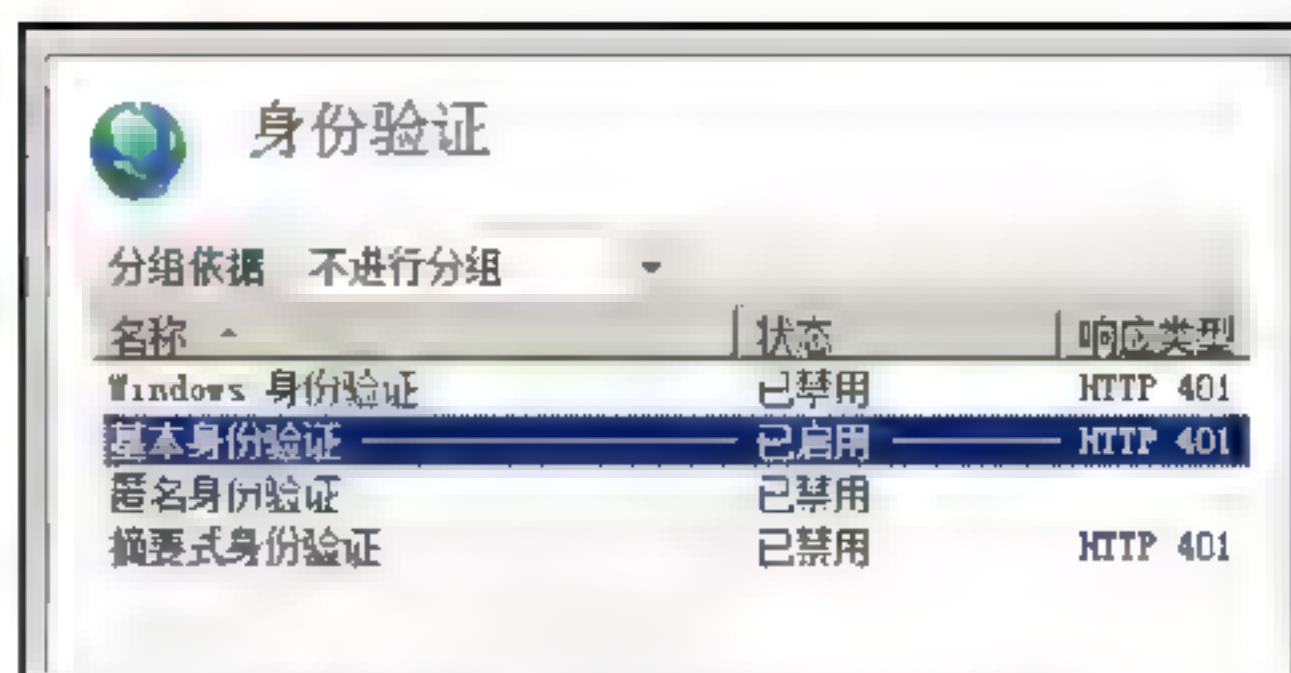 身份验证
分组依据 不进行分组
名称 状态 响应类型
Windows 身份验证 已禁用 HTTP 401
基本身份验证 已启用 HTTP 401
匿名身份验证 已禁用
摘要式身份验证 已禁用 HTTP 401